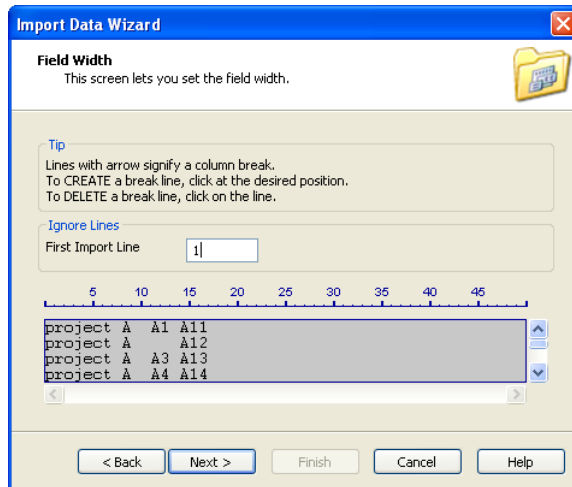 Import Data Wizard
Field Width
This screen lets you set the field width.
Tip
Lines with arrow signify a column break.
To CREATE a break line, click at the desired position.
To DELETE a break line, click on the line.
Ignore Lines
First Import Line 1
5 10 15 20 25 30 35 40 45
project A A1 A11
project A A12
project A A3 A13
project A A4 A14
< Back Next > Finish Cancel Help